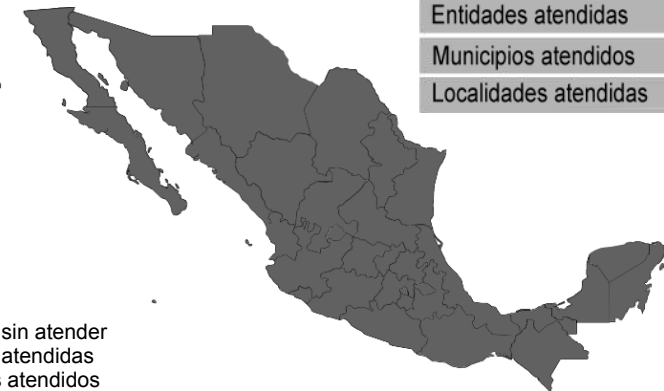 Entidades atendidas
Municipios atendidos
Localidades atendidas
sin atender
atendidas
s atendidos